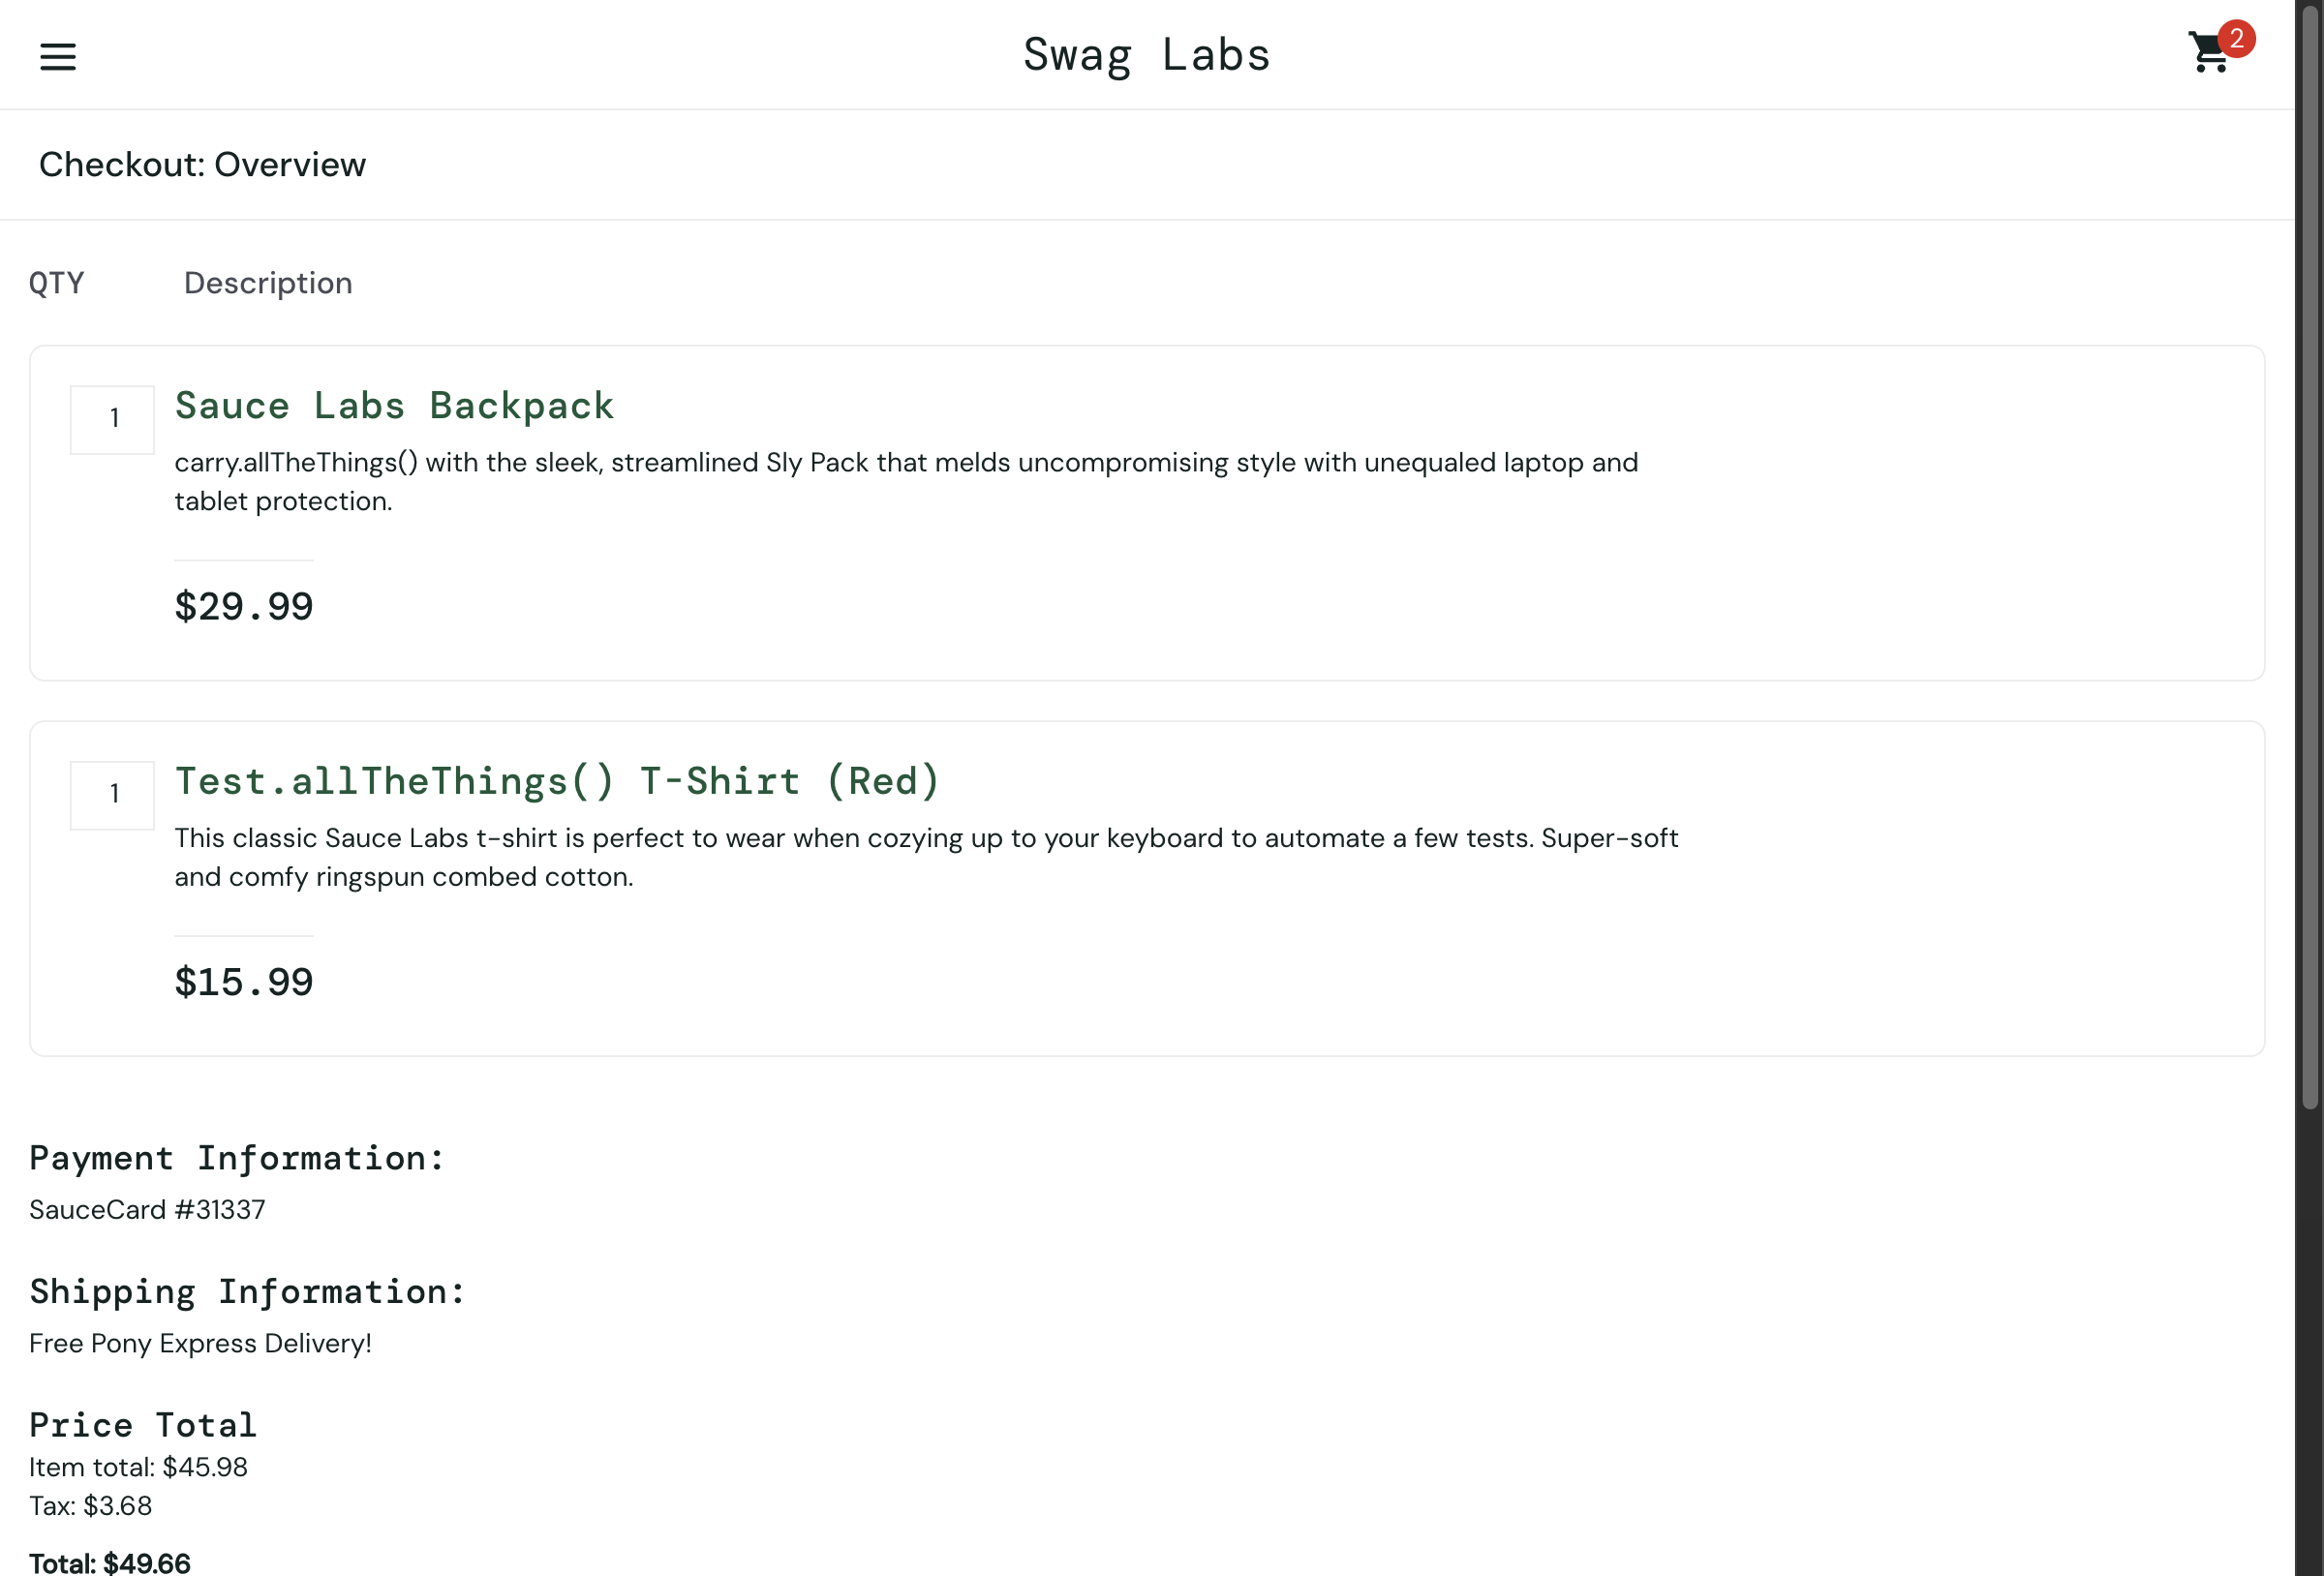 Swag Labs
2
Checkout: Overview
QTY Description
1
Sauce Labs Backpack
carry.allTheThings() with the sleek, streamlined Sly Pack that melds uncompromising style with unequaled laptop and
tablet protection.
$29.99
1
Test.allTheThings() T-Shirt (Red)
This classic Sauce Labs t-shirt is perfect to wear when cozying up to your keyboard to automate a few tests. Super-soft
and comfy ringspun combed cotton.
$15.99
Payment Information:
SauceCard #31337
Shipping Information:
Free Pony Express Delivery!
Price Total
Item total: $45.98
Tax: $3.68
Total: $49.66